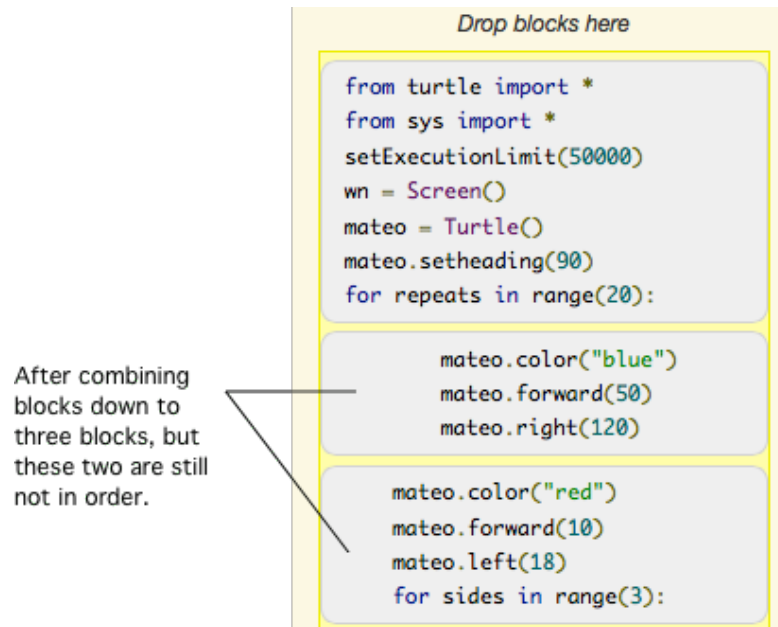 Drop blocks here
from turtle import *
from sys import *
setExecutionLimit(50000)
wn = Screen()
mateo = Turtle()
mateo.setheading(90)
for repeats in range(20):
mateo.color("blue")
mateo.forward(50)
mateo.right(120)
After combining
blocks down to
three blocks, but
these two are still
not in order.
mateo.color("red")
mateo.forward(10)
mateo.left(18)
for sides in range(3):